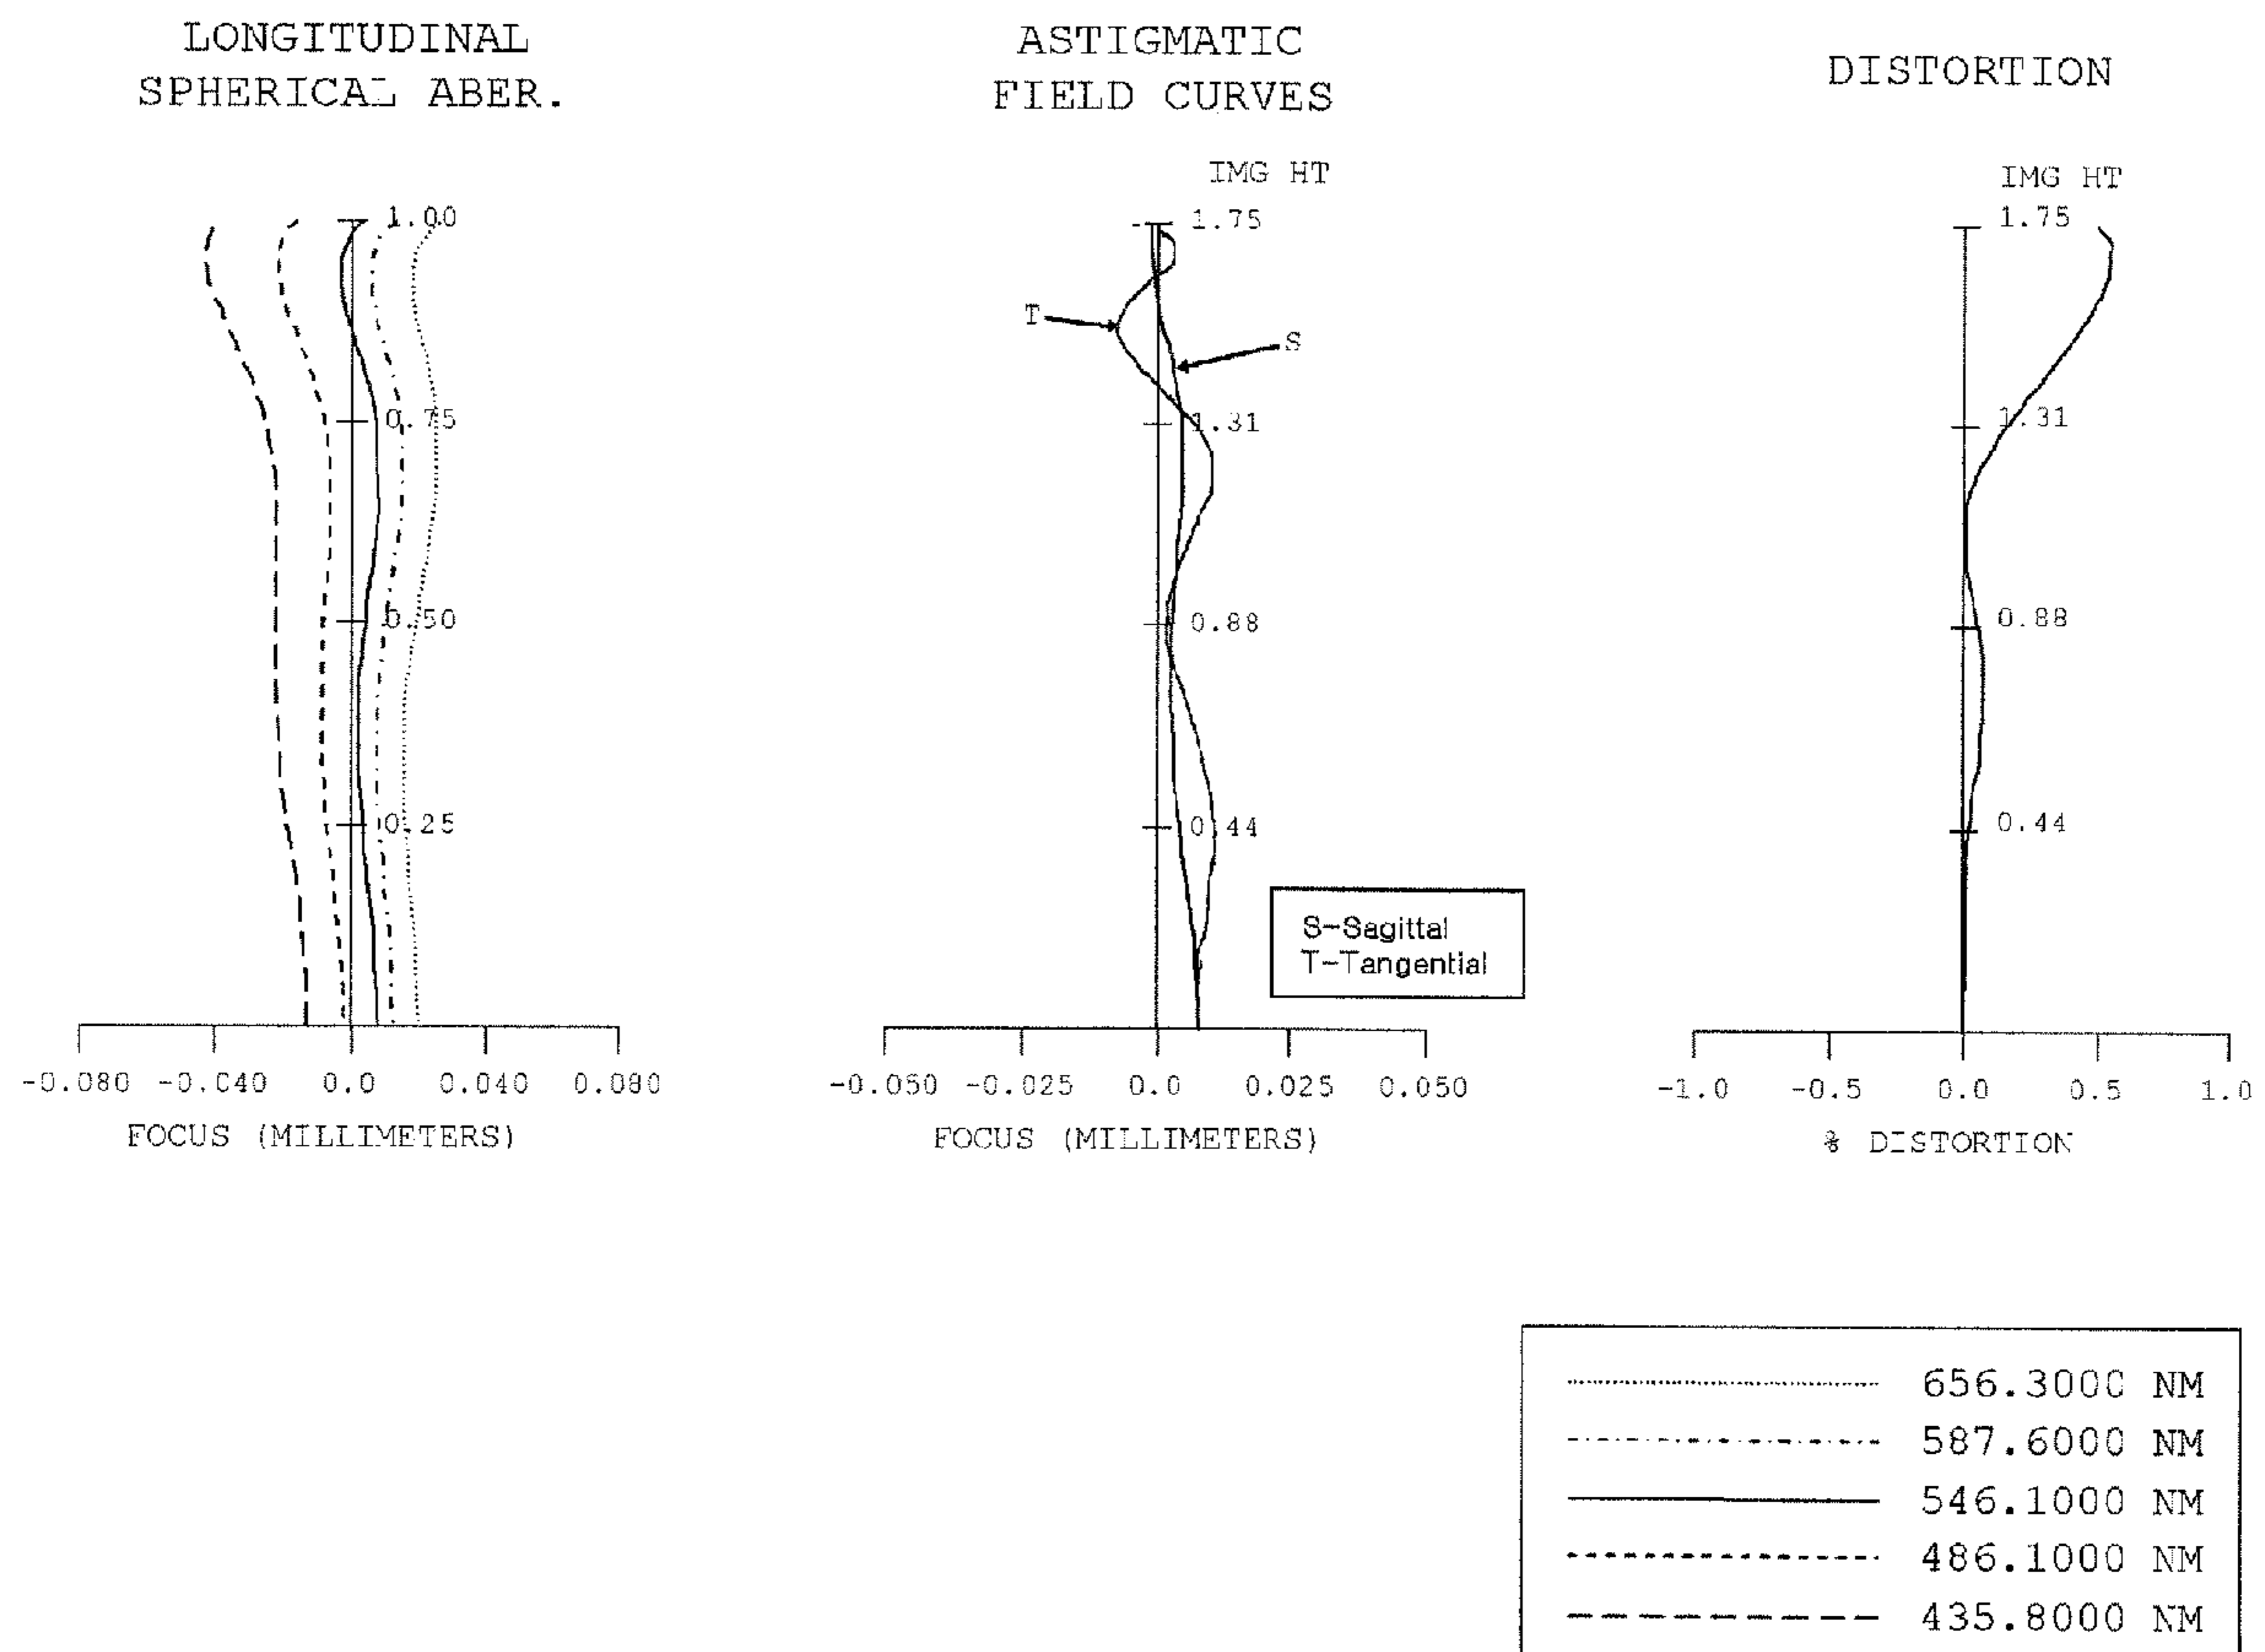 LONGITUDINAL
SPHERICAL ABER.
1.00
0.75
0.50
0.25
-0.080 -0.040 0.0 0.040 0.080
FOCUS (MILLIMETERS)
ASTIGMATIC
FIELD CURVES
IMG HT
1.75
T
S
1.31
0.88
0.44
S-Sagittal
T-Tangential
-0.050 -0.025 0.0 0.025 0.050
FOCUS (MILLIMETERS)
DISTORTION
IMG HT
1.75
1.31
0.88
0.44
-1.0 -0.5 0.0 0.5 1.0
% DISTORTION
656.3000 NM
587.6000 NM
546.1000 NM
486.1000 NM
435.8000 NM